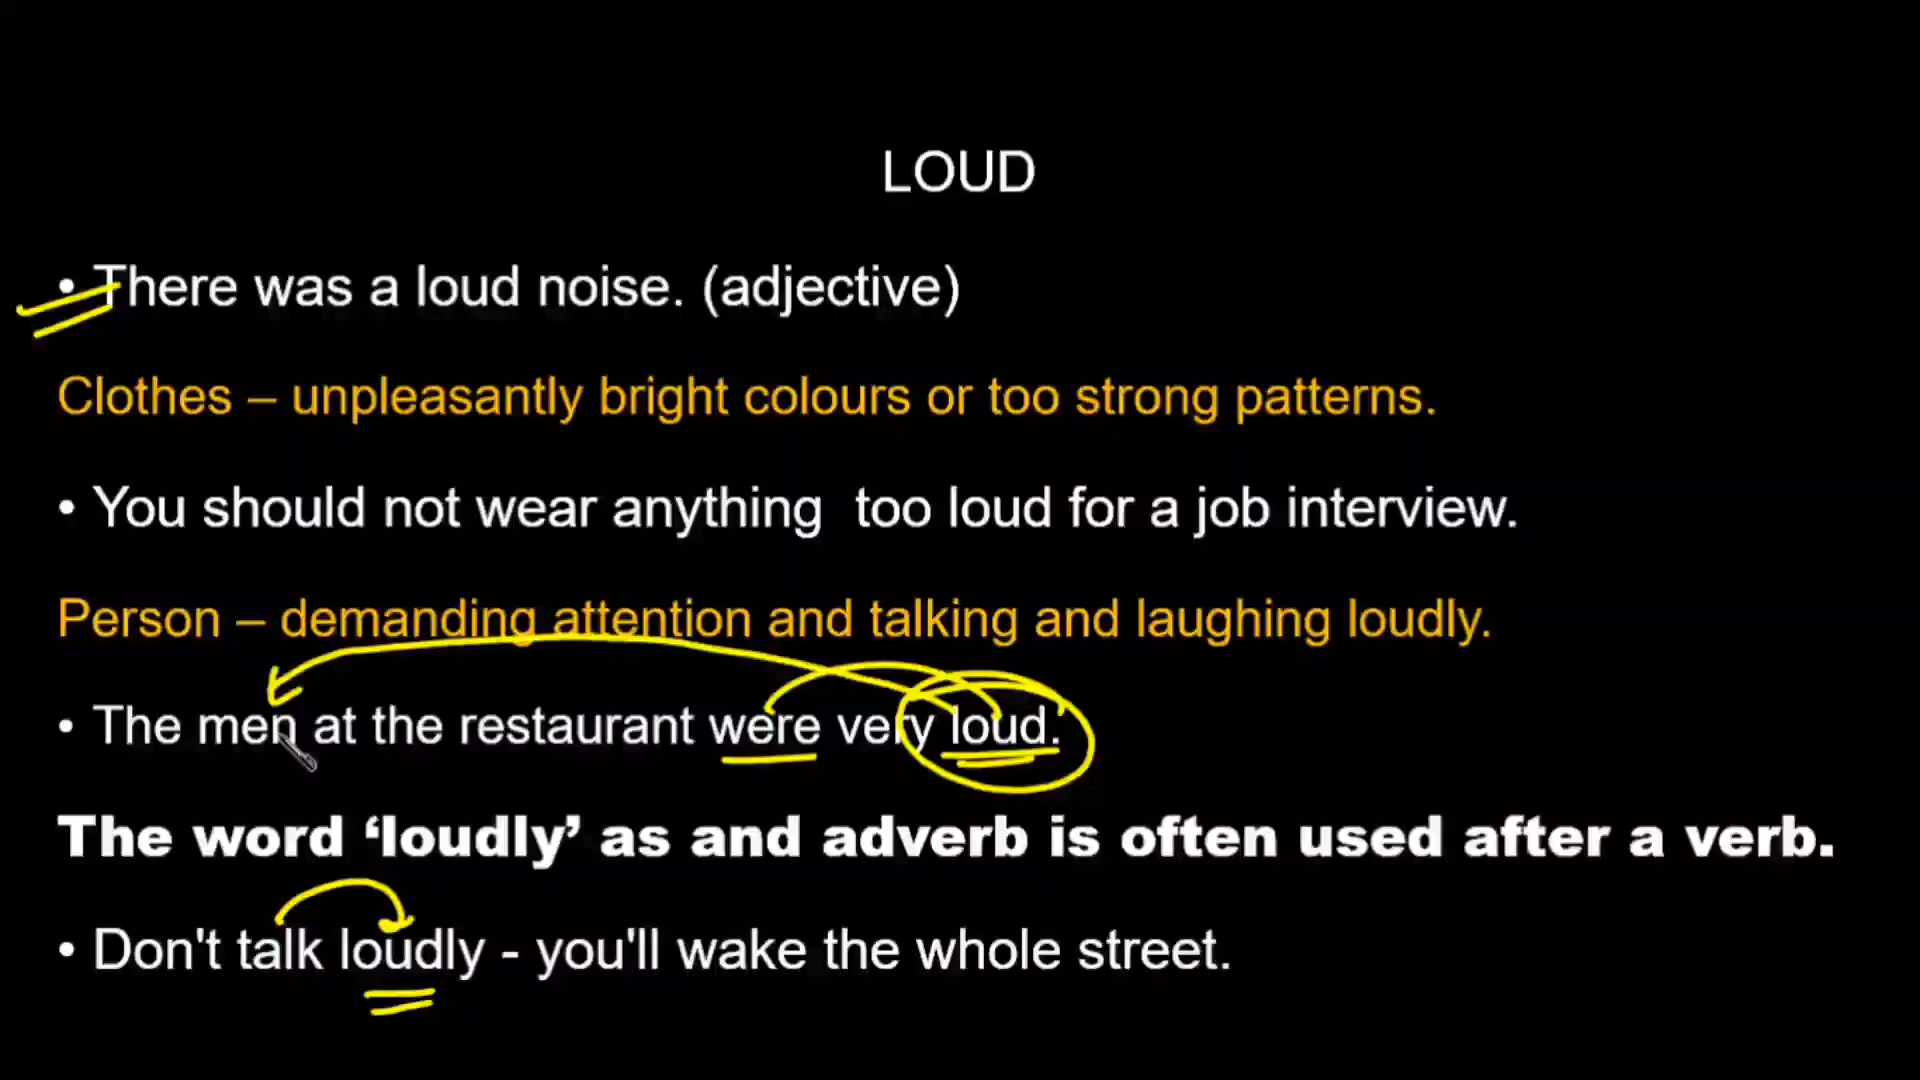 LOUD
• There was a loud noise. (adjective)
Clothes – unpleasantly bright colours or too strong patterns.
• You should not wear anything  too loud for a job interview.
Person – demanding attention and talking and laughing loudly.
• The men at the restaurant were very loud.
The word ‘loudly’ as and adverb is often used after a verb.
• Don't talk loudly - you'll wake the whole street.